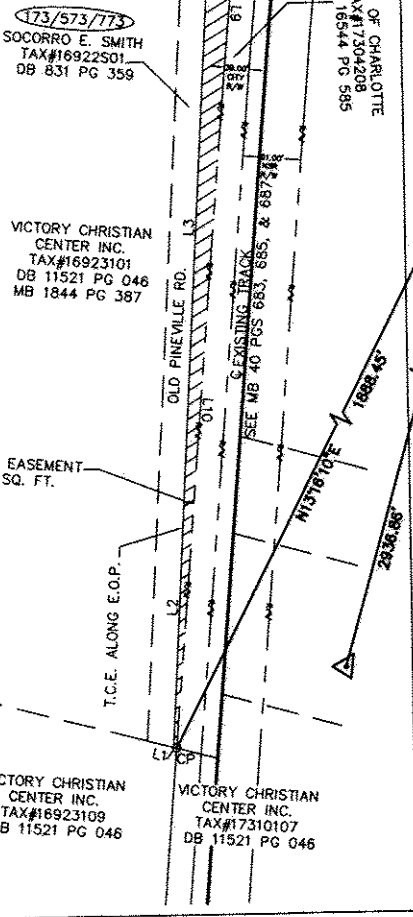 173/573/773
SOCORRO E. SMITH
TAX#16922S01
DB 831 PG 359
OF CHARLOTTE
AX#17304208
16544 PG 585
CITY
R/W
VICTORY CHRISTIAN
CENTER INC.
TAX#16923101
DB 11521 PG 046
MB 1844 PG 387
L3
OLD PINEVILLE RD.
L10
EXISTING TRACK
SEE MB 40 PGS 683, 685, & 687
1688.45'
N13°18'10"E
2936.86'
EASEMENT
SQ. FT.
L2
T.C.E. ALONG E.O.P.
L1
CP
CTORY CHRISTIAN
CENTER INC.
TAX#16923109
B 11521 PG 046
VICTORY CHRISTIAN
CENTER INC.
TAX#17310107
DB 11521 PG 046